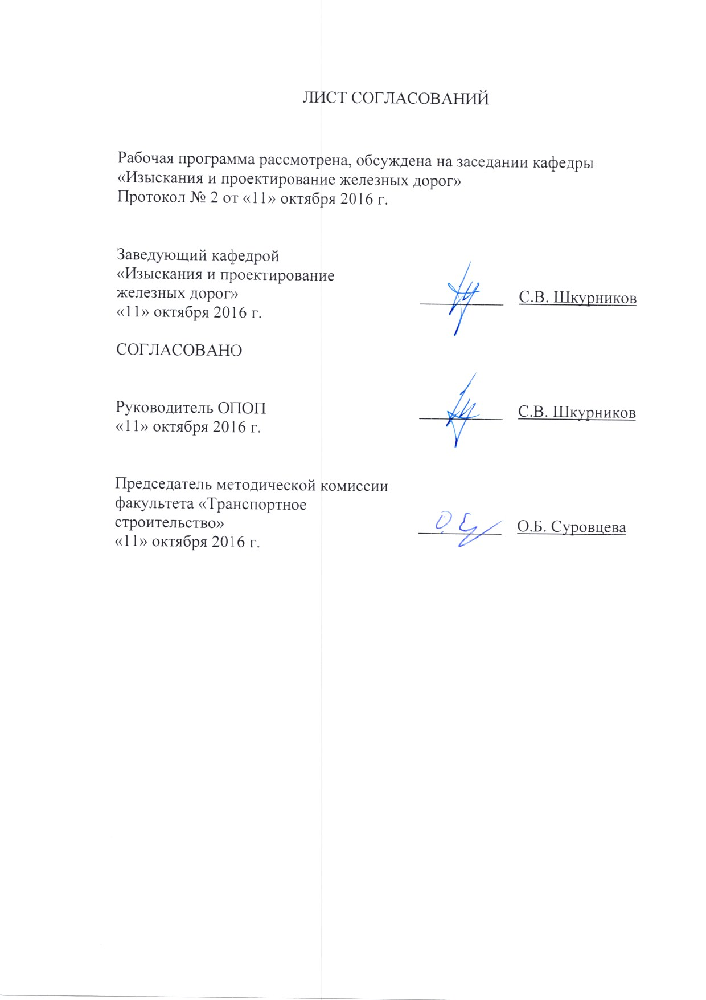 ЛИСТ СОГЛАСОВАНИЙ
Рабочая программа рассмотрена, обсуждена на заседании кафедры
«Изыскания и проектирование железных дорог»
Протокол № 2 от «11» октября 2016 г.
Заведующий кафедрой
«Изыскания и проектирование
железных дорог»
С.В. Шкурников
«11» октября 2016 г.
СОГЛАСОВАНО
Руководитель ОПОП
С.В. Шкурников
«11» октября 2016 г.
Председатель методической комиссии
факультета «Транспортное
строительство»
О.Б. Суровцева
«11» октября 2016 г.